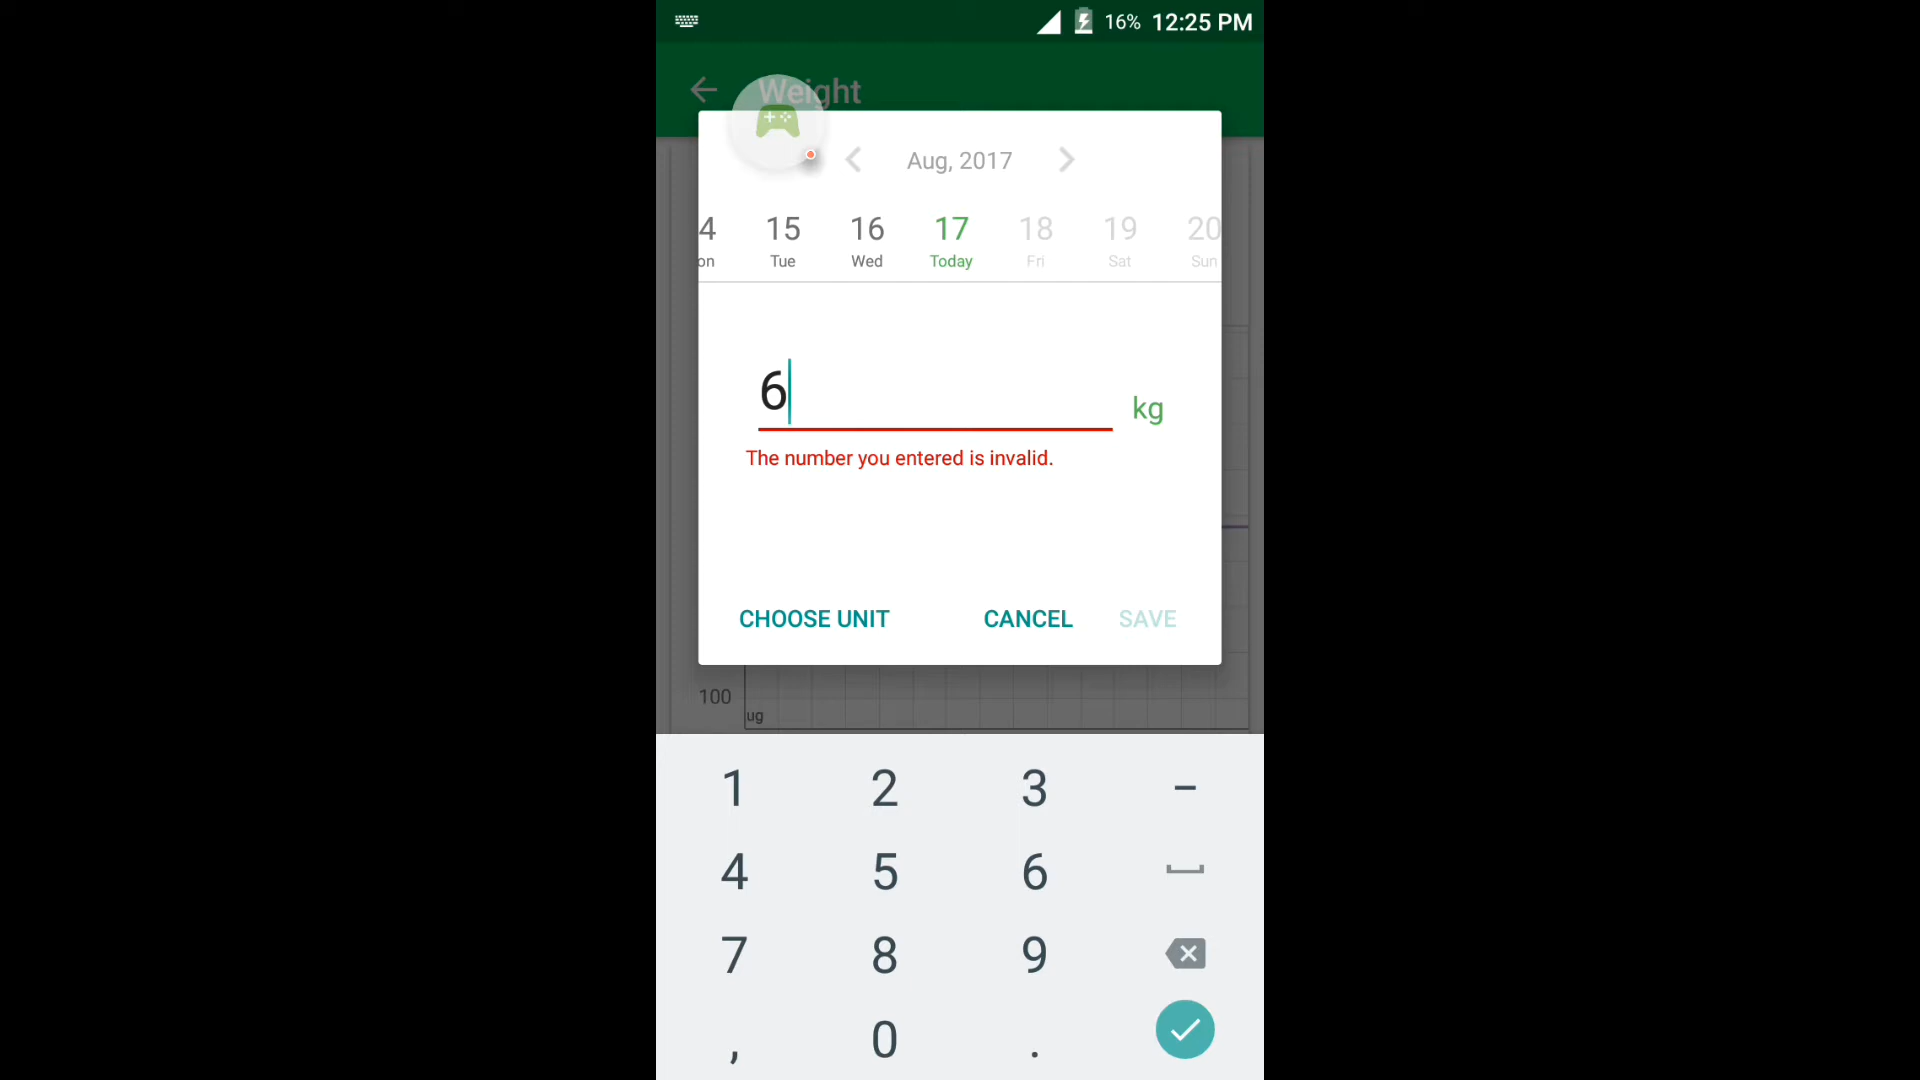 16% 12:25 PM
Weight
Aug, 2017
4 15 16 17 18 19 20
on Tue Wed Today Fri Sat Sun
6
kg
The number you entered is invalid.
CHOOSE UNIT CANCEL SAVE
100
ug
1 2 3 -
4 5 6
7 8 9
, 0 .